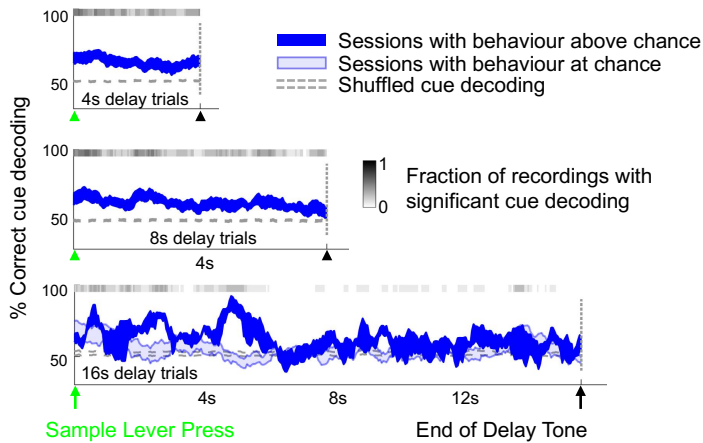 100
50
4s delay trials
Sessions with behaviour above chance
Sessions with behaviour at chance
Shuffled cue decoding
% Correct cue decoding
100
50
8s delay trials
4s
1
0
Fraction of recordings with
significant cue decoding
100
50
16s delay trials
4s
8s
12s
Sample Lever Press
End of Delay Tone